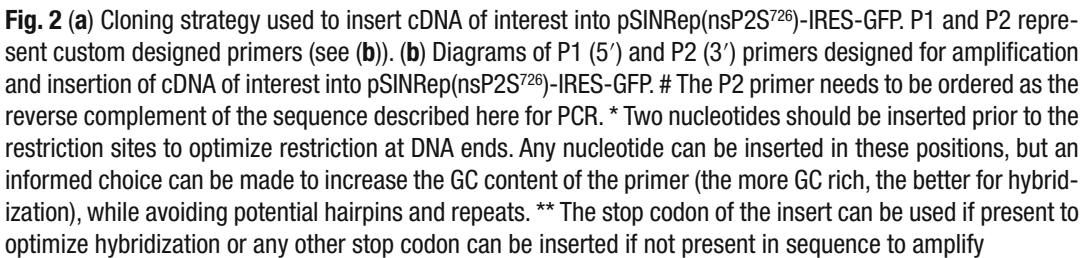 Fig. 2 (a) Cloning strategy used to insert cDNA of interest into pSINRep(nsP2S⁷²⁶)-IRES-GFP. P1 and P2 repre-
sent custom designed primers (see (b)). (b) Diagrams of P1 (5′) and P2 (3′) primers designed for amplification
and insertion of cDNA of interest into pSINRep(nsP2S⁷²⁶)-IRES-GFP. # The P2 primer needs to be ordered as the
reverse complement of the sequence described here for PCR. * Two nucleotides should be inserted prior to the
restriction sites to optimize restriction at DNA ends. Any nucleotide can be inserted in these positions, but an
informed choice can be made to increase the GC content of the primer (the more GC rich, the better for hybrid-
ization), while avoiding potential hairpins and repeats. ** The stop codon of the insert can be used if present to
optimize hybridization or any other stop codon can be inserted if not present in sequence to amplify